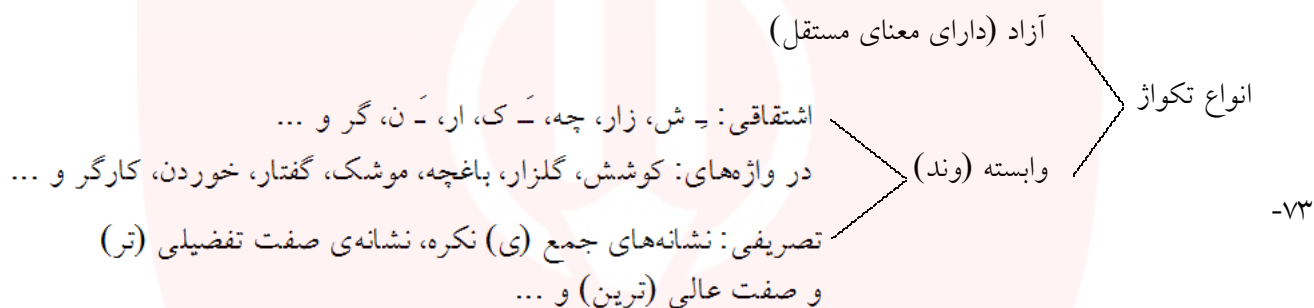 آزاد (دارای معنای مستقل)
انواع تکواژ
اشتقاقی: ـِ ش، زار، چه، ـَ ک، ار، ـَ ن، گر و ...
وابسته (وند)
در واژه‌های: کوشش، گلزار، باغچه، موشک، گفتار، خوردن، کارگر و ...
۷۳-
تصریفی: نشانه‌های جمع (ی) نکره، نشانه‌ی صفت تفضیلی (تر)
و صفت عالی (ترین) و ...